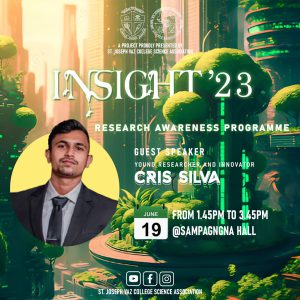 A PROJECT PROUDLY PRESENTED BY
ST. JOSEPH VAZ COLLEGE SCIENCE ASSOCIATION
INSIGHT '23
RESEARCH AWARENESS PROGRAMME
GUEST SPEAKER
YOUNG RESEARCHER AND INNOVATOR
CRIS SILVA
JUNE
19
FROM 1.45PM TO 3.45PM
@SAMPAGNGNA HALL
ST. JOSEPH VAZ COLLEGE SCIENCE ASSOCIATION